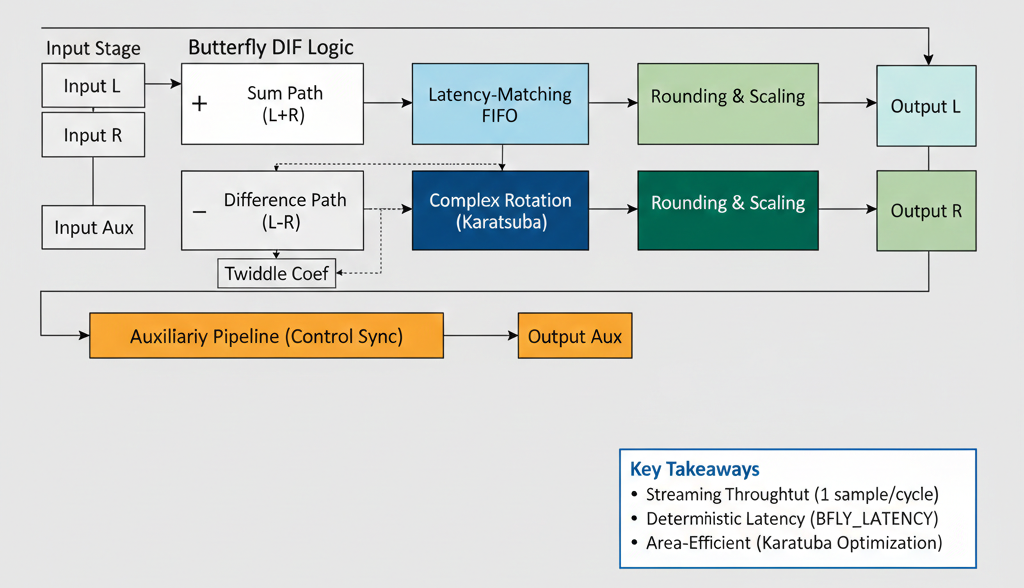 Input Stage
Butterfly DIF Logic
Input L
Input R
Input Aux
+
Sum Path
(L+R)
Latency-Matching
FIFO
Rounding & Scaling
Output L
−
Difference Path
(L-R)
Complex Rotation
(Karatsuba)
Rounding & Scaling
Output R
Twiddle Coef
Auxiliariy Pipeline (Control Sync)
Output Aux
Key Takeaways
• Streaming Throughtut (1 sample/cycle)
• Deterministic Latency (BFLY_LATENCY)
• Area-Efficient (Karatuba Optimization)